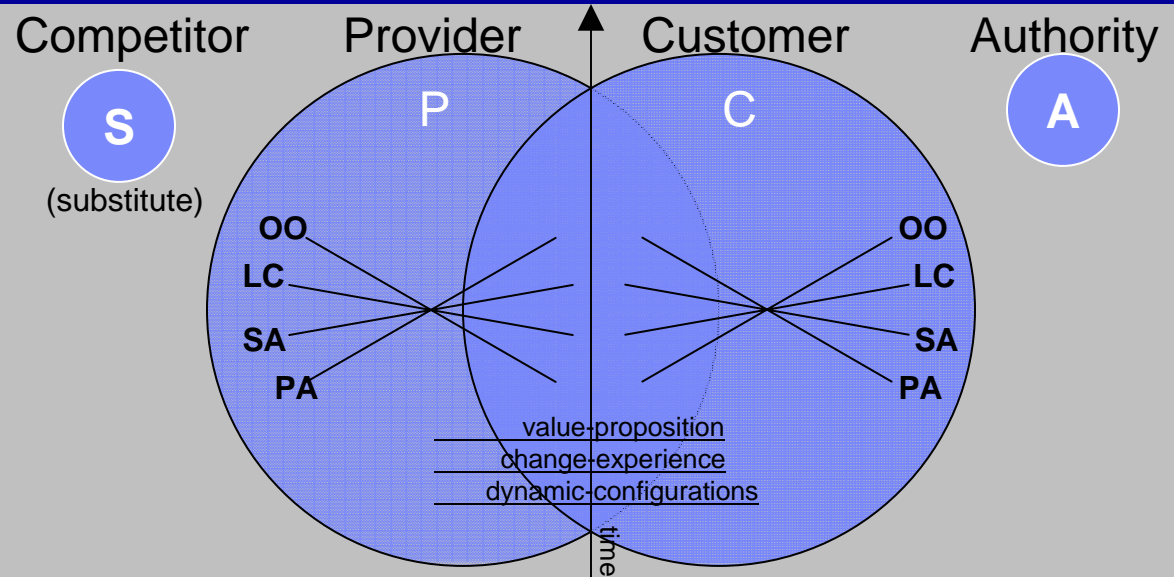 Competitor Provider Customer Authority
P C
S A
(substitute)
OO OO
LC LC
SA SA
PA PA
value-proposition
change-experience
dynamic-configurations
time